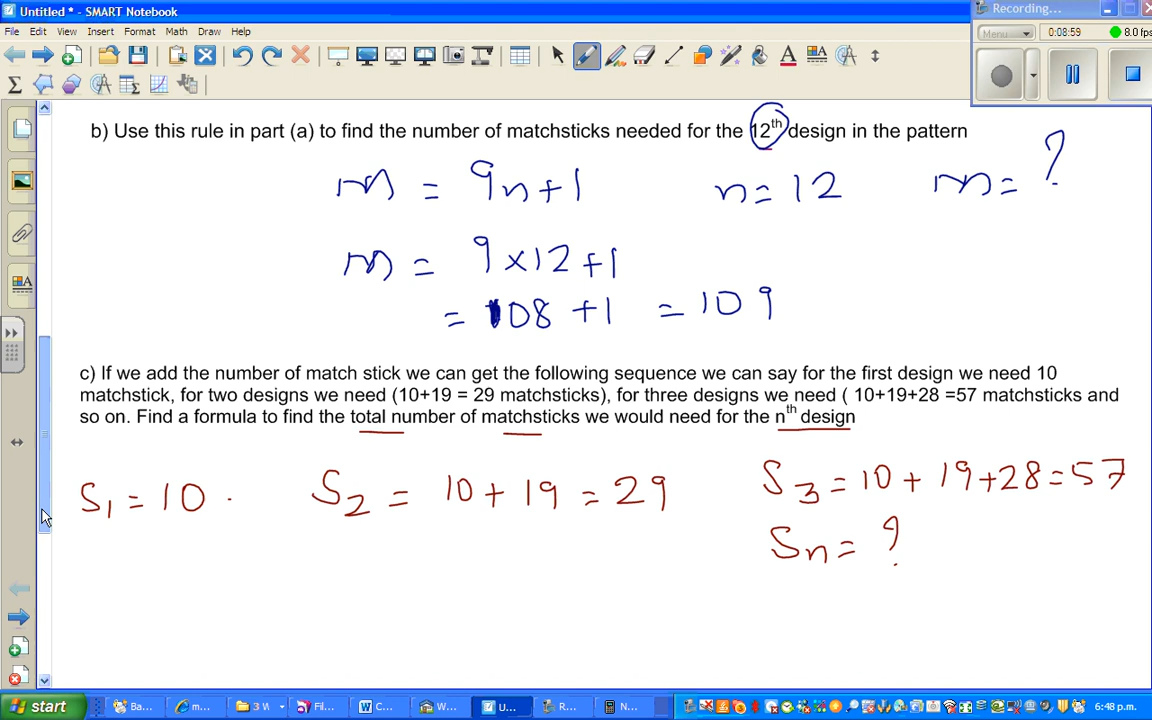 Untitled * - SMART Notebook
Recording...
File Edit View Insert Format Tools Math Draw Help
Menu 0:08:59 8.0 fps
b) Use this rule in part (a) to find the number of matchsticks needed for the 12th design in the pattern
m = 9n+1 n = 12 m = ?
m = 9 × 12 + 1
= 108 + 1 = 109
c) If we add the number of match stick we can get the following sequence we can say for the first design we need 10
matchstick, for two designs we need (10+19 = 29 matchsticks), for three designs we need ( 10+19+28 =57 matchsticks and
so on. Find a formula to find the total number of matchsticks we would need for the nth design
S1 = 10 . S2 = 10 + 19 = 29 S3 = 10 + 19 + 28 = 57
Sn = ?
start Ba... m... 3 W Fil... C... W... U... R... N... 6:48 pm